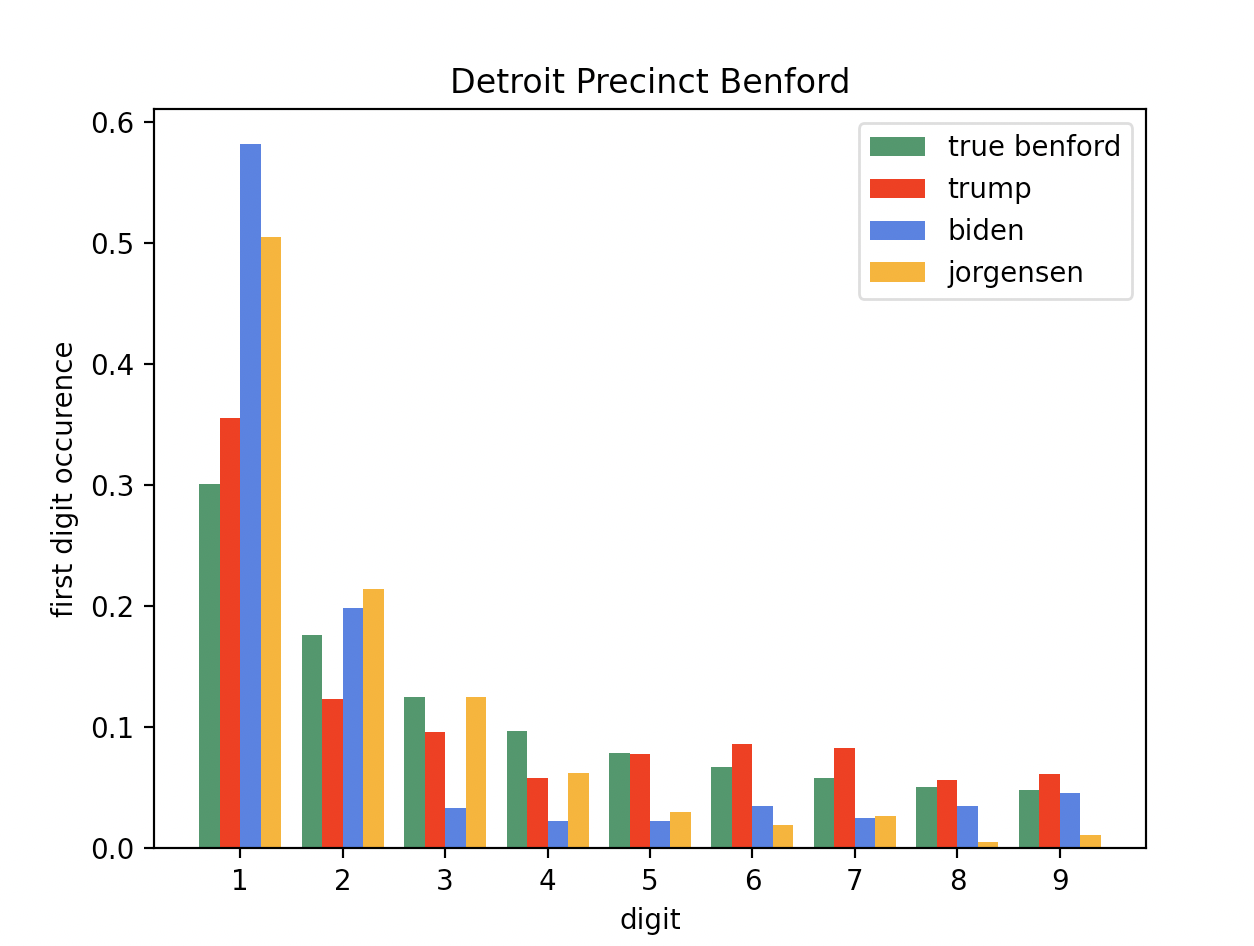 Detroit Precinct Benford
true benford
trump
biden
jorgensen
first digit occurence
0.6
0.5
0.4
0.3
0.2
0.1
0.0
1 2 3 4 5 6 7 8 9
digit